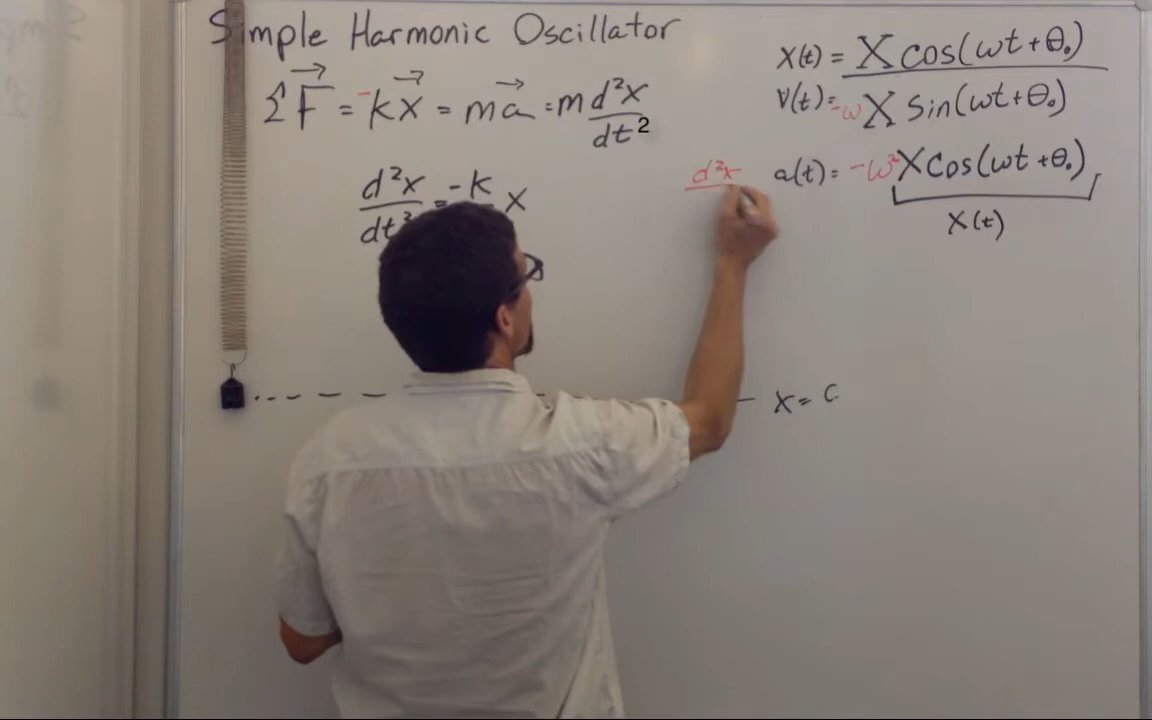 Simple Harmonic Oscillator
ΣF⃗ = -kx⃗ = ma⃗ = m d²x/dt²
d²x/dt² = -k x
x(t) = X cos(ωt + θ₀)
v(t) = -ω X sin(ωt + θ₀)
d²x a(t) = -ω² X cos(ωt + θ₀)
x(t)
x =